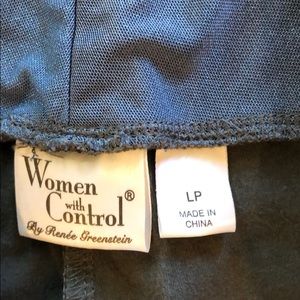 Women
with
Control®
By Renée Greenstein
LP
MADE IN
CHINA